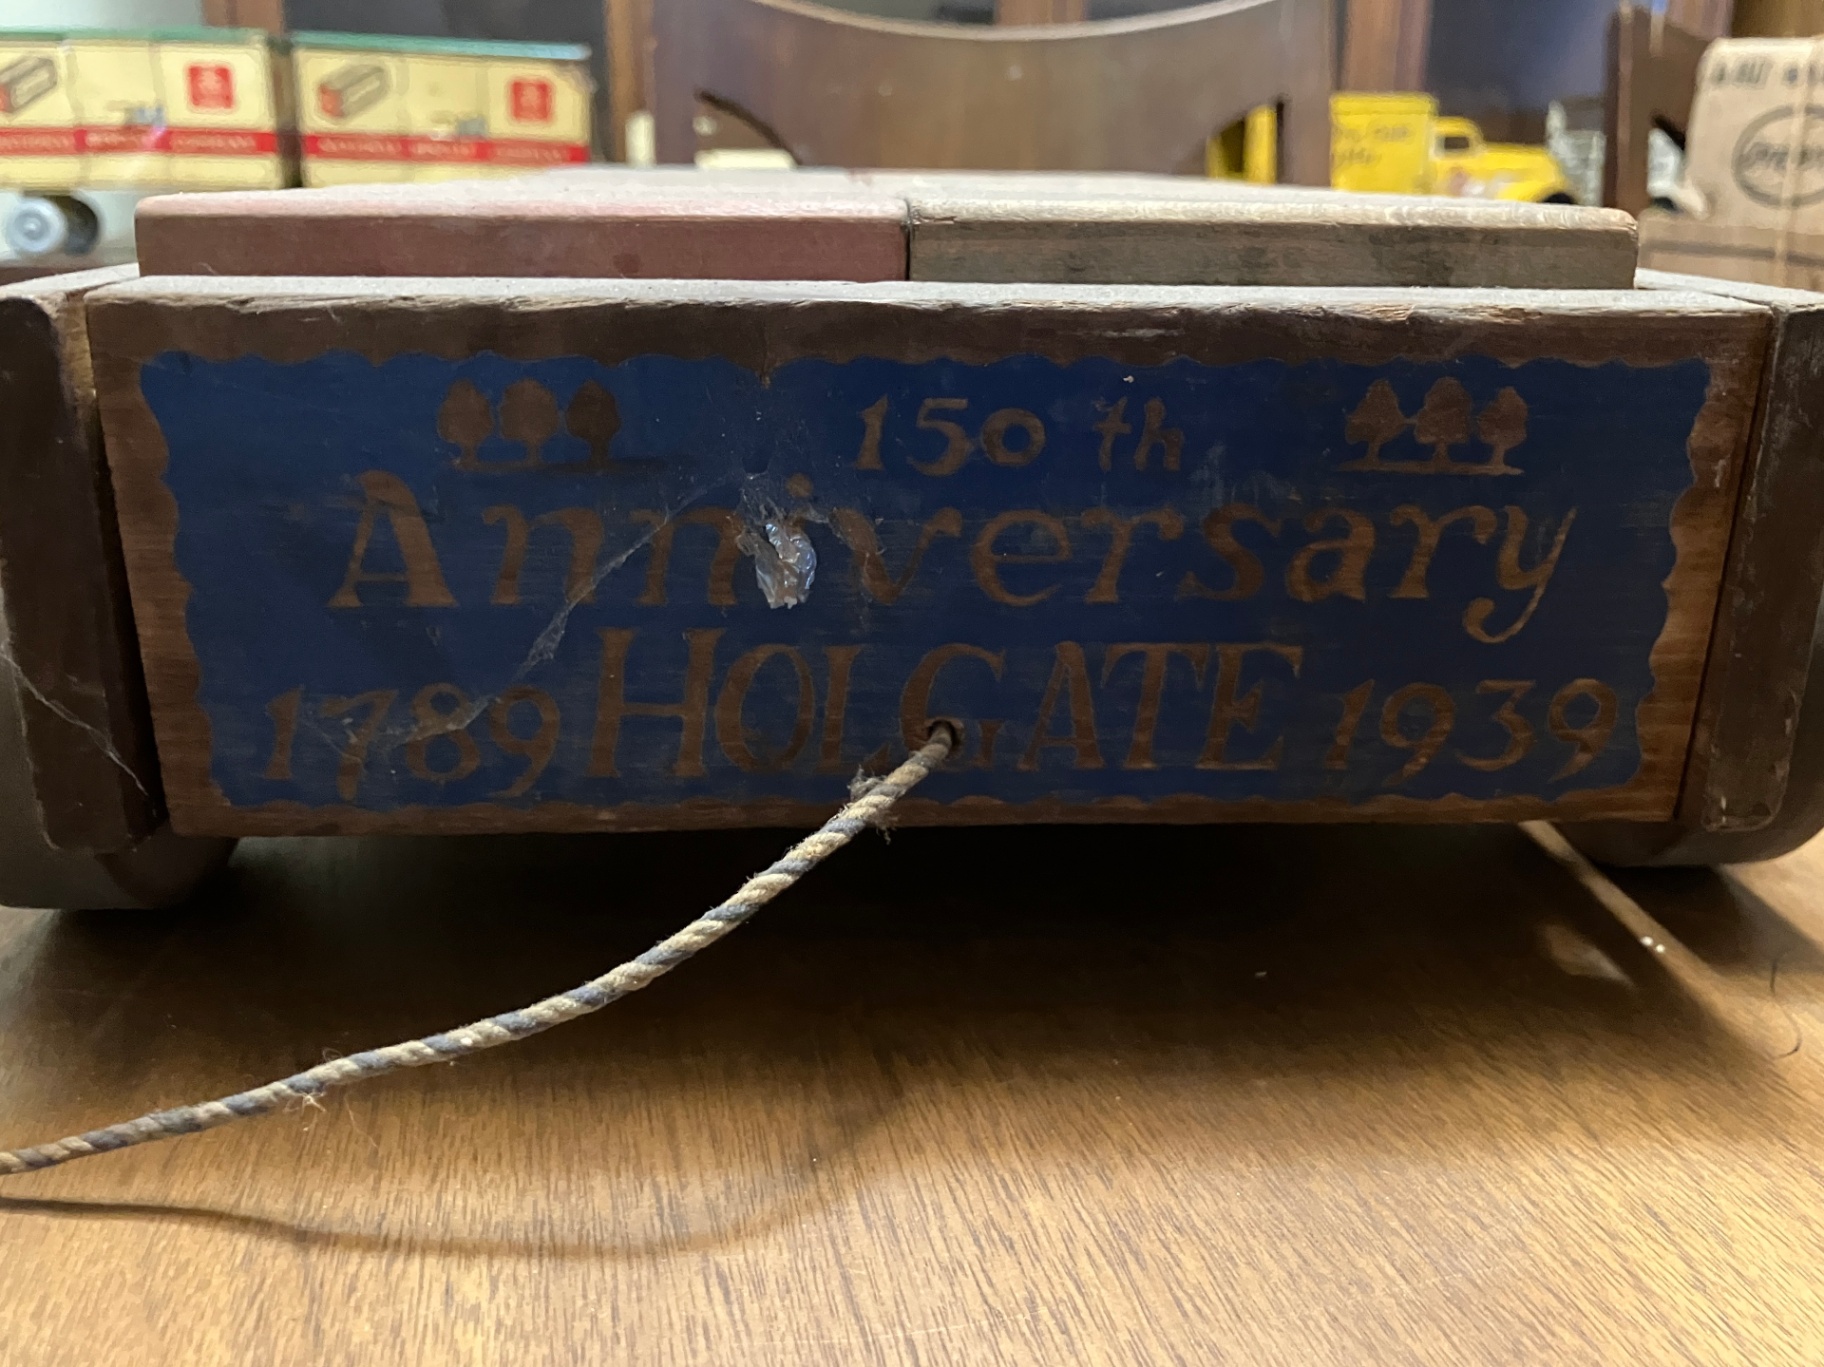 150th
Anniversary
1789 HOLGATE 1939